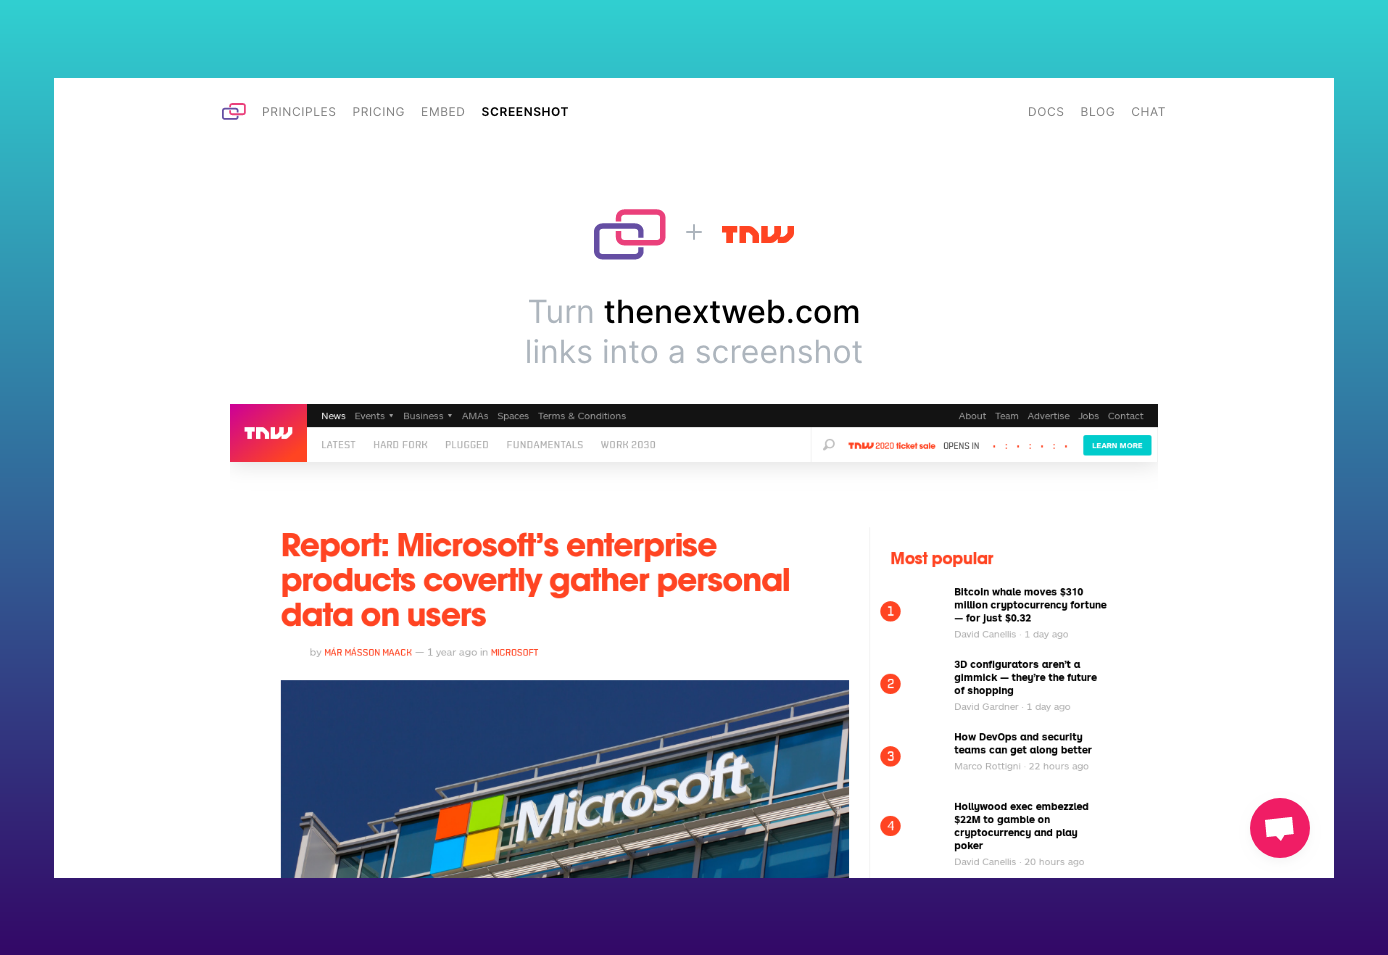 PRINCIPLES PRICING EMBED SCREENSHOT DOCS BLOG CHAT
+ TNW
Turn thenextweb.com
links into a screenshot
News Events Business AMAs Spaces Terms & Conditions About Team Advertise Jobs Contact
TNW
LATEST HARD FORK PLUGGED FUNDAMENTALS WORK 2030
TNW 2020 ticket sale OPENS IN : : : LEARN MORE
Report: Microsoft’s enterprise
products covertly gather personal
data on users
by MÁR MÁSSON MAACK — 1 year ago in MICROSOFT
Microsoft
Most popular
1
Bitcoin whale moves $310
million cryptocurrency fortune
— for just $0.32
David Canellis · 1 day ago
2
3D configurators aren’t a
gimmick — they’re the future
of shopping
David Gardner · 1 day ago
3
How DevOps and security
teams can get along better
Marco Rottigni · 22 hours ago
4
Hollywood exec embezzled
$22M to gamble on
cryptocurrency and play
poker
David Canellis · 20 hours ago